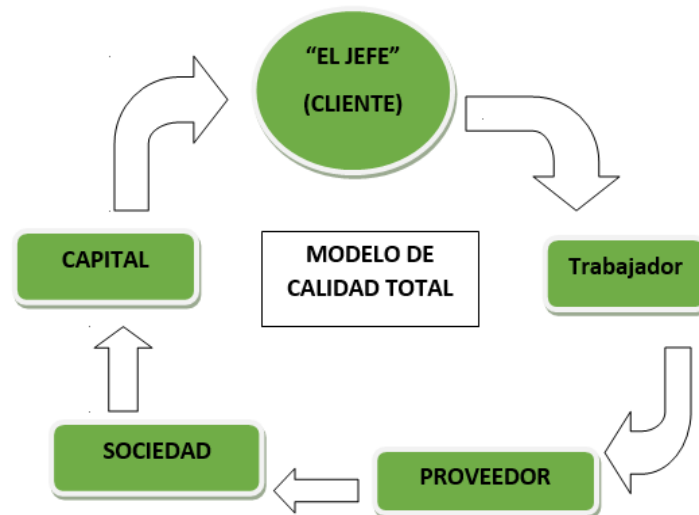 “EL JEFE”
(CLIENTE)
CAPITAL
MODELO DE
CALIDAD TOTAL
Trabajador
SOCIEDAD
PROVEEDOR